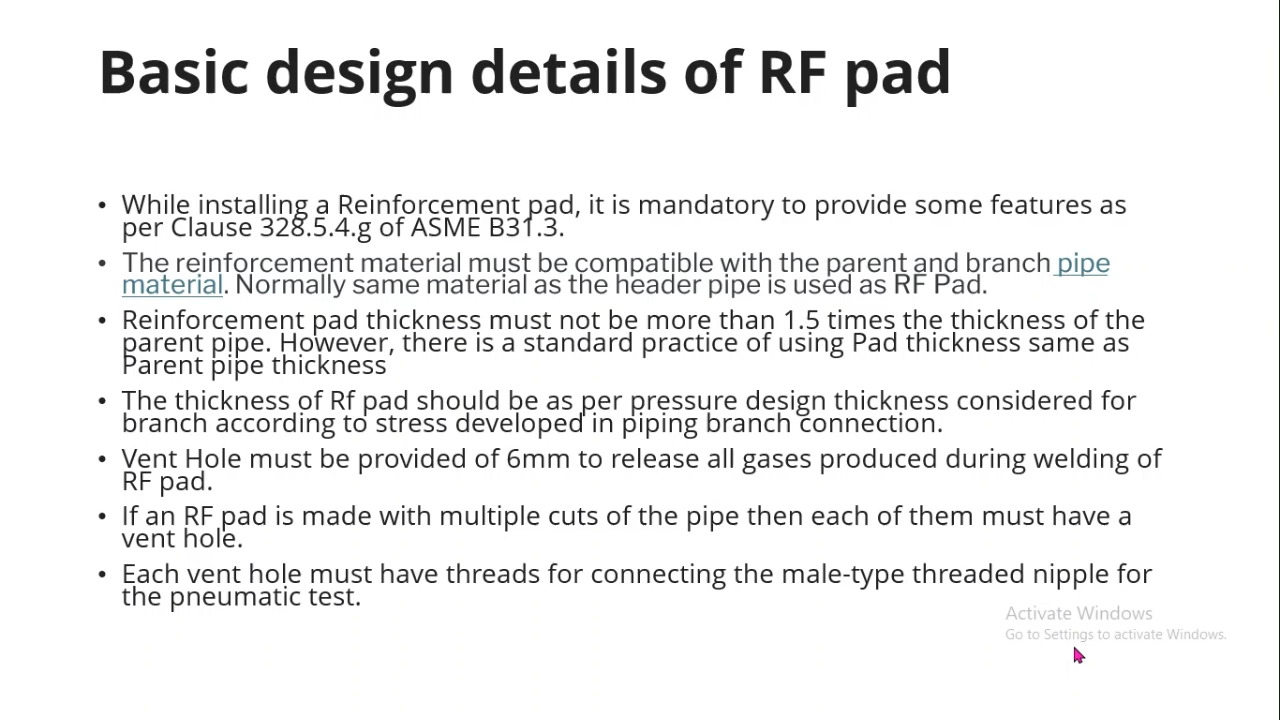 Basic design details of RF pad
• While installing a Reinforcement pad, it is mandatory to provide some features as
per Clause 328.5.4.g of ASME B31.3.
• The reinforcement material must be compatible with the parent and branch pipe
material. Normally same material as the header pipe is used as RF Pad.
• Reinforcement pad thickness must not be more than 1.5 times the thickness of the
parent pipe. However, there is a standard practice of using Pad thickness same as
Parent pipe thickness
• The thickness of Rf pad should be as per pressure design thickness considered for
branch according to stress developed in piping branch connection.
• Vent Hole must be provided of 6mm to release all gases produced during welding of
RF pad.
• If an RF pad is made with multiple cuts of the pipe then each of them must have a
vent hole.
• Each vent hole must have threads for connecting the male-type threaded nipple for
the pneumatic test.
Activate Windows
Go to Settings to activate Windows.